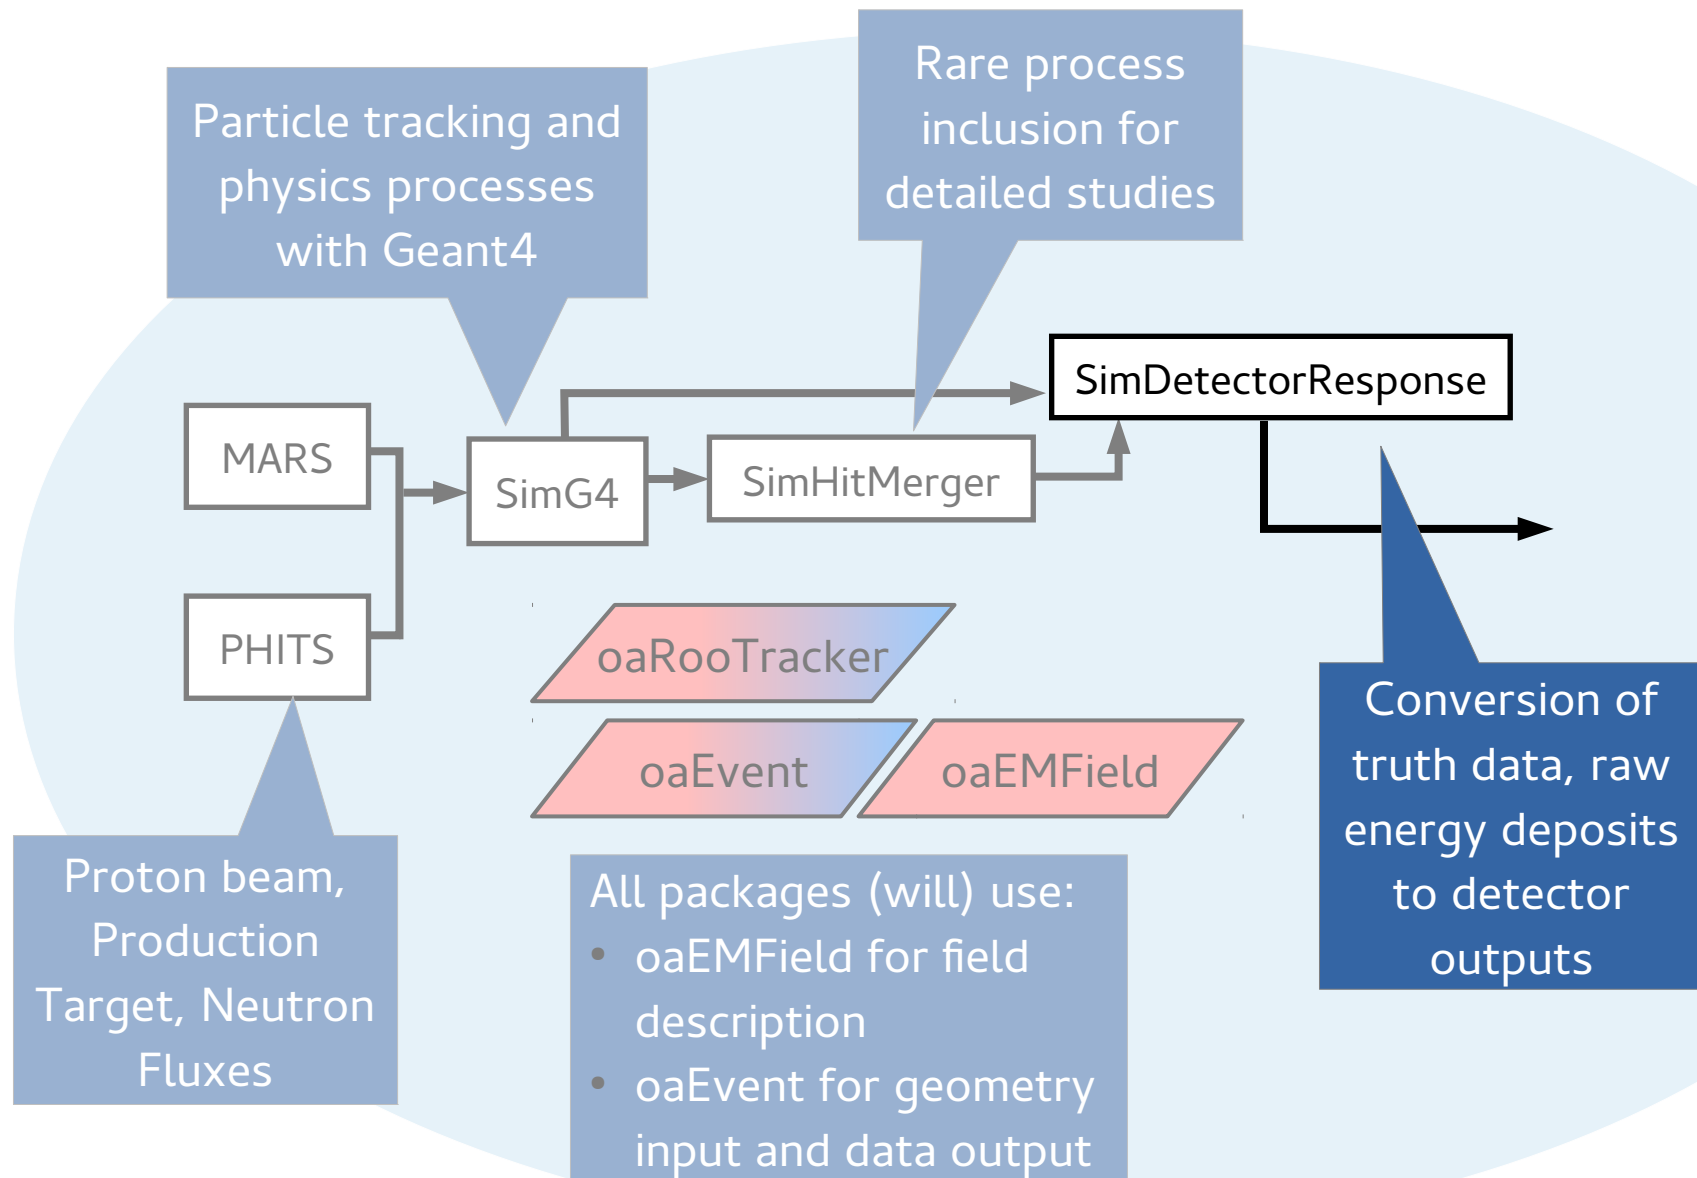 Rare process
inclusion for
detailed studies
Particle tracking and
physics processes
with Geant4
SimDetectorResponse
MARS
SimG4
SimHitMerger
PHITS
oaRooTracker
oaEvent
oaEMField
Conversion of
truth data, raw
energy deposits
to detector
outputs
Proton beam,
Production
Target, Neutron
Fluxes
All packages (will) use:
• oaEMField for field
description
• oaEvent for geometry
input and data output